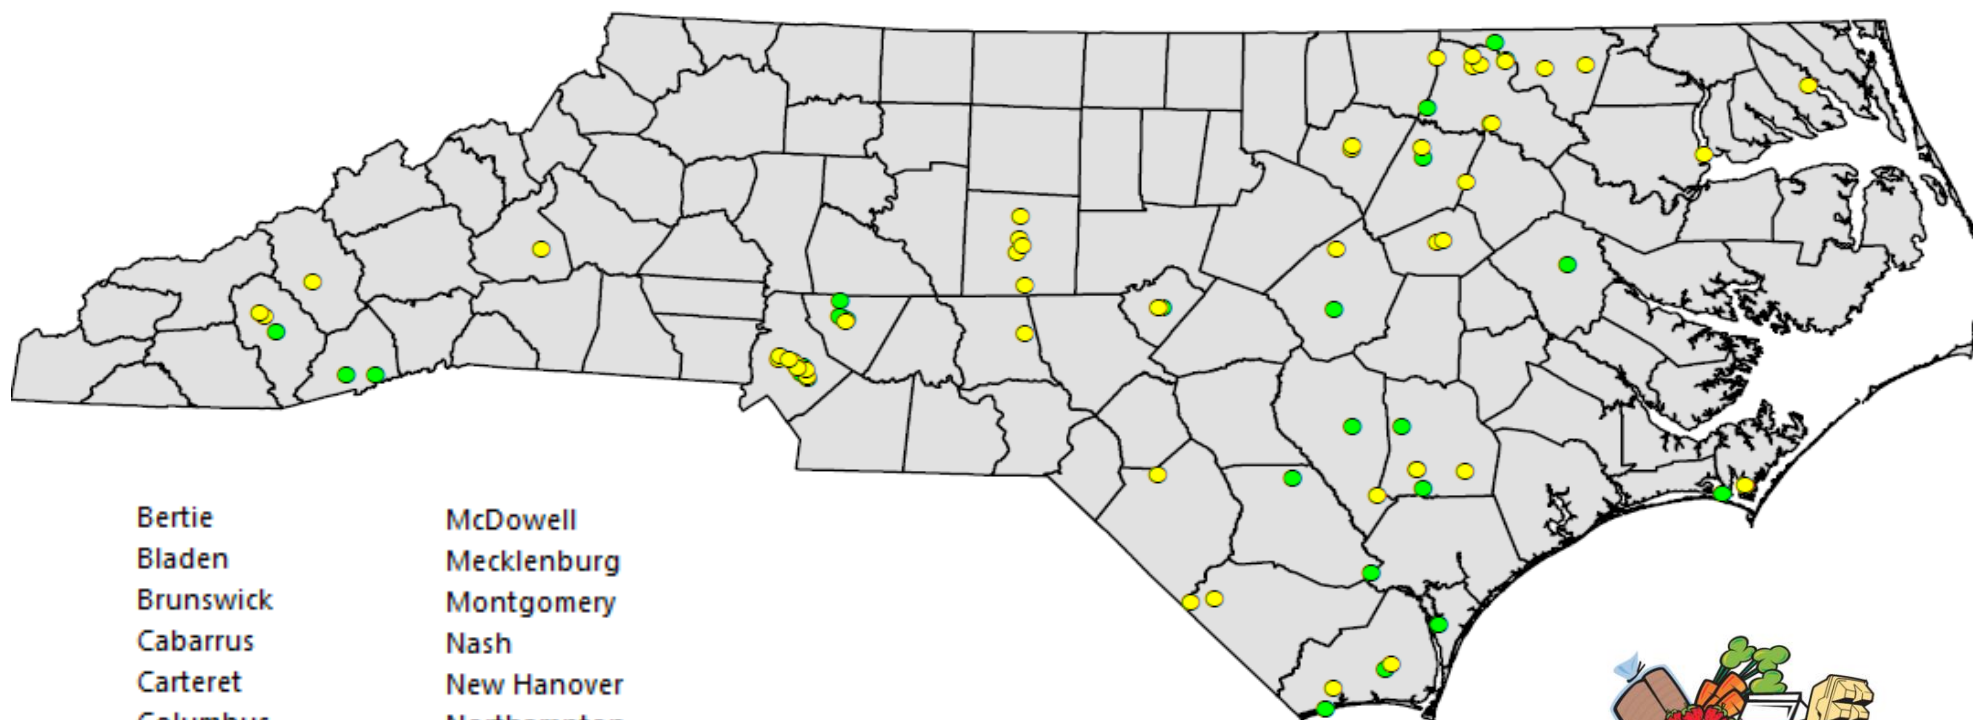 Bertie
Bladen
Brunswick
Cabarrus
Carteret
McDowell
Mecklenburg
Montgomery
Nash
New Hanover